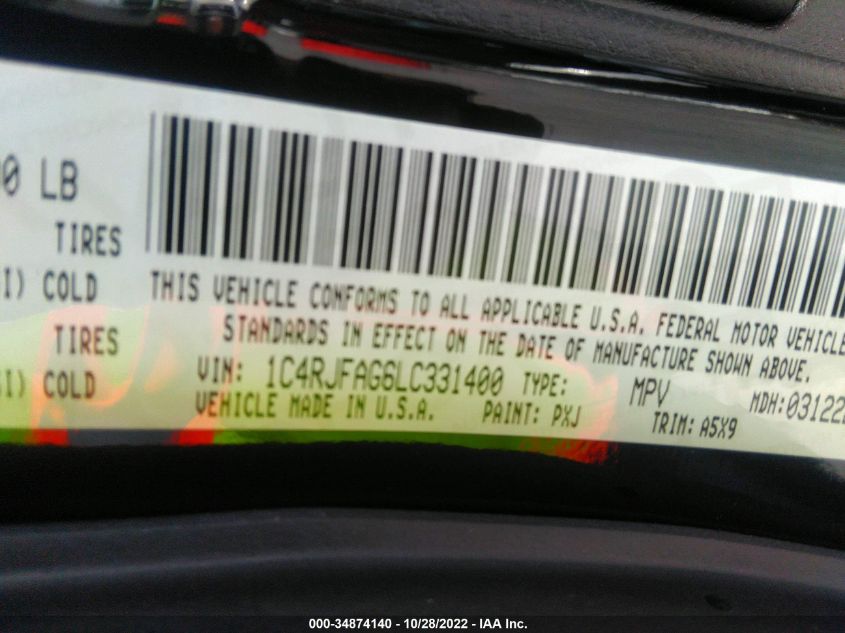 0 LB
TIRES
SI) COLD
TIRES
SI) COLD
THIS VEHICLE CONFORMS TO ALL APPLICABLE U.S.A. FEDERAL MOTOR VEHICLE
STANDARDS IN EFFECT ON THE DATE OF MANUFACTURE SHOWN ABOVE.
VIN: 1C4RJFAG6LC331400 TYPE: MPV MDH:03122
VEHICLE MADE IN U.S.A. PAINT: PXJ TRIM: A5X9
000-34874140 - 10/28/2022 - IAA Inc.